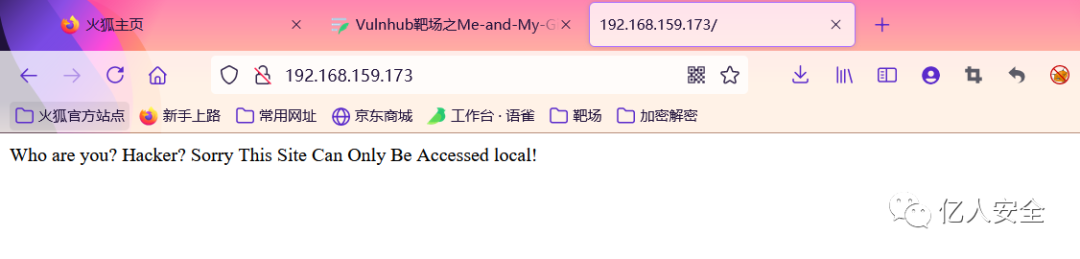 火狐主页
Vulnhub靶场之Me-and-My-G
192.168.159.173/
192.168.159.173
火狐官方站点 新手上路 常用网址 京东商城 工作台 · 语雀 靶场 加密解密
Who are you? Hacker? Sorry This Site Can Only Be Accessed local!
亿人安全